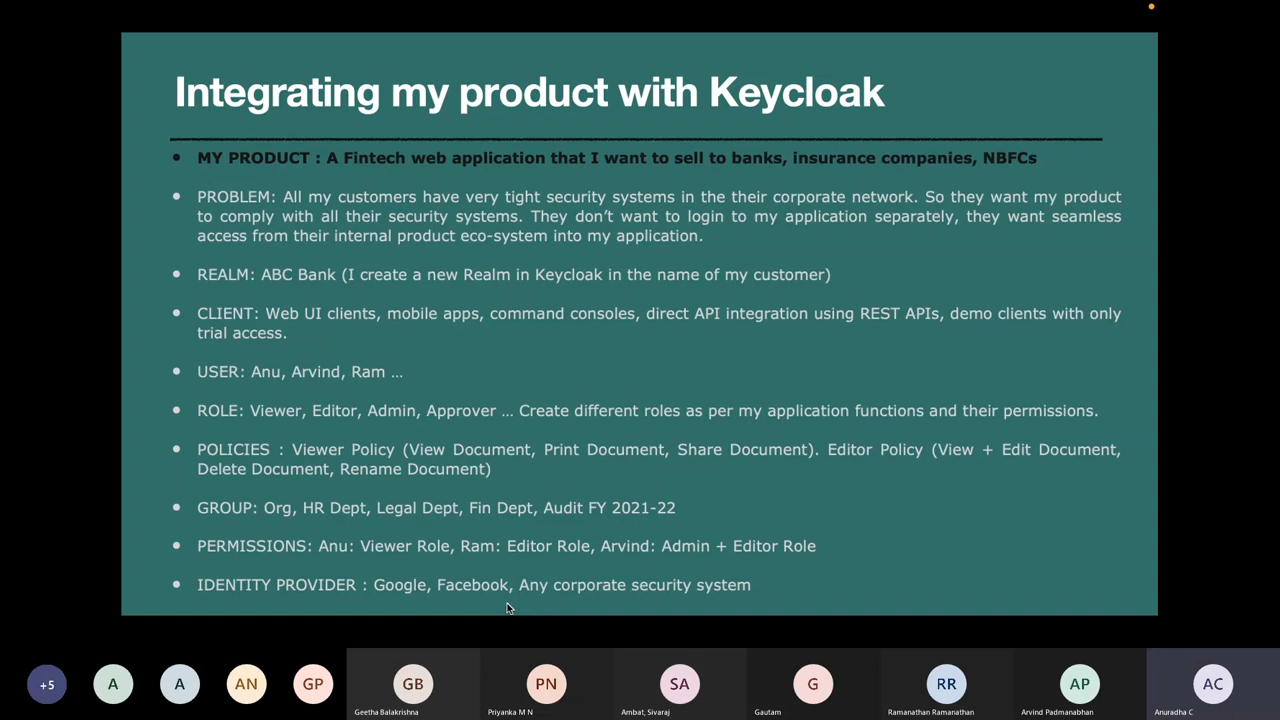 Integrating my product with Keycloak
• MY PRODUCT : A Fintech web application that I want to sell to banks, insurance companies, NBFCs
• PROBLEM: All my customers have very tight security systems in the their corporate network. So they want my product
to comply with all their security systems. They don’t want to login to my application separately, they want seamless
access from their internal product eco-system into my application.
• REALM: ABC Bank (I create a new Realm in Keycloak in the name of my customer)
• CLIENT: Web UI clients, mobile apps, command consoles, direct API integration using REST APIs, demo clients with only
trial access.
• USER: Anu, Arvind, Ram ...
• ROLE: Viewer, Editor, Admin, Approver ... Create different roles as per my application functions and their permissions.
• POLICIES : Viewer Policy (View Document, Print Document, Share Document). Editor Policy (View + Edit Document,
Delete Document, Rename Document)
• GROUP: Org, HR Dept, Legal Dept, Fin Dept, Audit FY 2021-22
• PERMISSIONS: Anu: Viewer Role, Ram: Editor Role, Arvind: Admin + Editor Role
• IDENTITY PROVIDER : Google, Facebook, Any corporate security system
+5 A A AN GP GB PN SA G RR AP AC
Geetha Balakrishna Priyanka M N Ambat, Sivaraj Gautam Ramanathan Ramanathan Arvind Padmanabhan Anuradha C